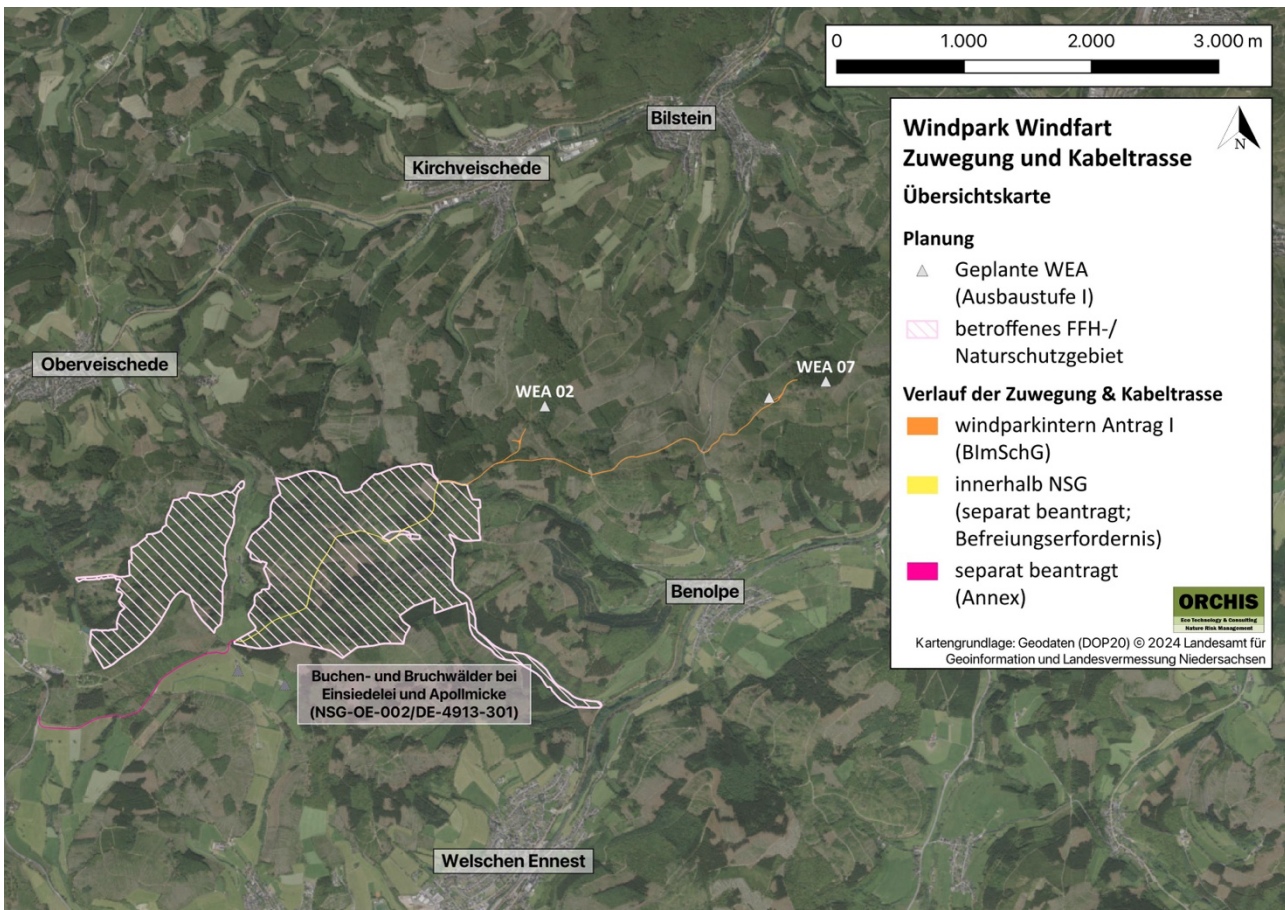 0 1.000 2.000 3.000 m
Windpark Windfart
Zuwegung und Kabeltrasse
N
Übersichtskarte
Planung
Geplante WEA
(Ausbaustufe I)
betroffenes FFH-/
Naturschutzgebiet
Verlauf der Zuwegung & Kabeltrasse
windparkintern Antrag I
(BImSchG)
innerhalb NSG
(separat beantragt;
Befreiungserfordernis)
separat beantragt
(Annex)
ORCHIS
Eco Technology & Consulting
Nature Risk Management
Kartengrundlage: Geodaten (DOP20) © 2024 Landesamt für
Geoinformation und Landesvermessung Niedersachsen
Bilstein
Kirchveischede
Oberveischede
WEA 07
WEA 02
Benolpe
Buchen- und Bruchwälder bei
Einsiedelei und Apollmicke
(NSG-OE-002/DE-4913-301)
Welschen Ennest